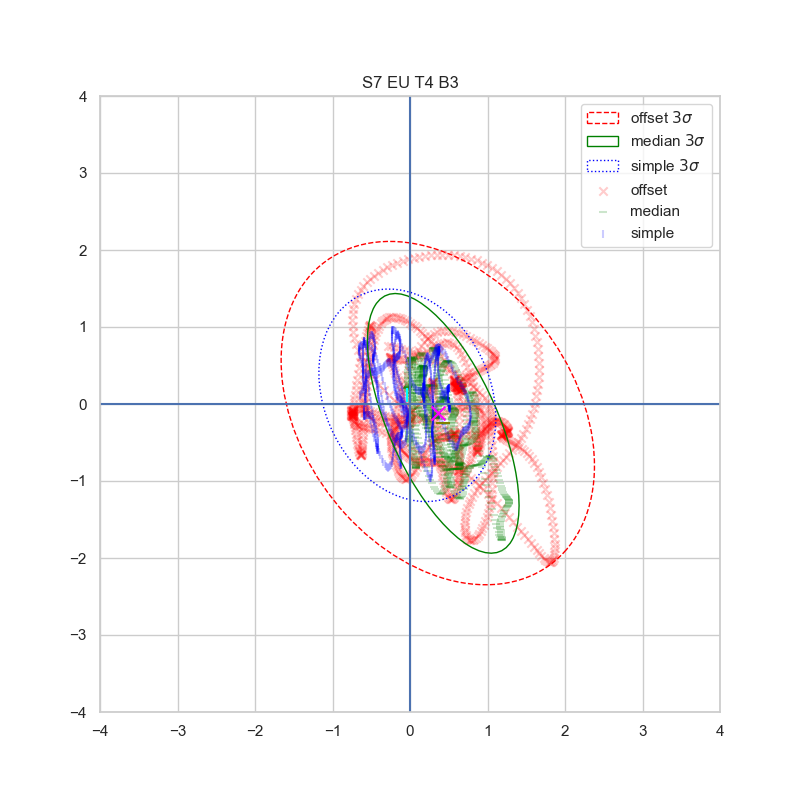 S7 EU T4 B3
offset 3σ
median 3σ
simple 3σ
offset
median
simple
4
3
2
1
0
−1
−2
−3
−4
−4 −3 −2 −1 0 1 2 3 4